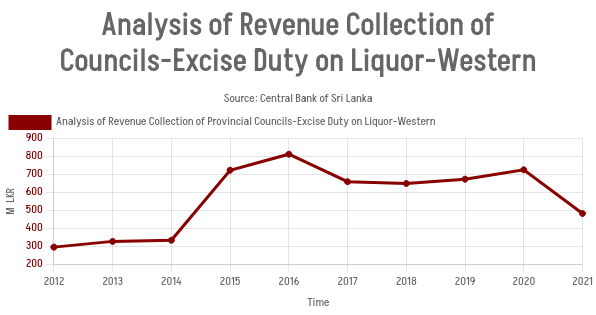 Analysis of Revenue Collection of
Councils-Excise Duty on Liquor-Western
Source: Central Bank of Sri Lanka
Analysis of Revenue Collection of Provincial Councils-Excise Duty on Liquor-Western
900
800
700
600
500
400
300
200
M LKR
2012 2013 2014 2015 2016 2017 2018 2019 2020 2021
Time